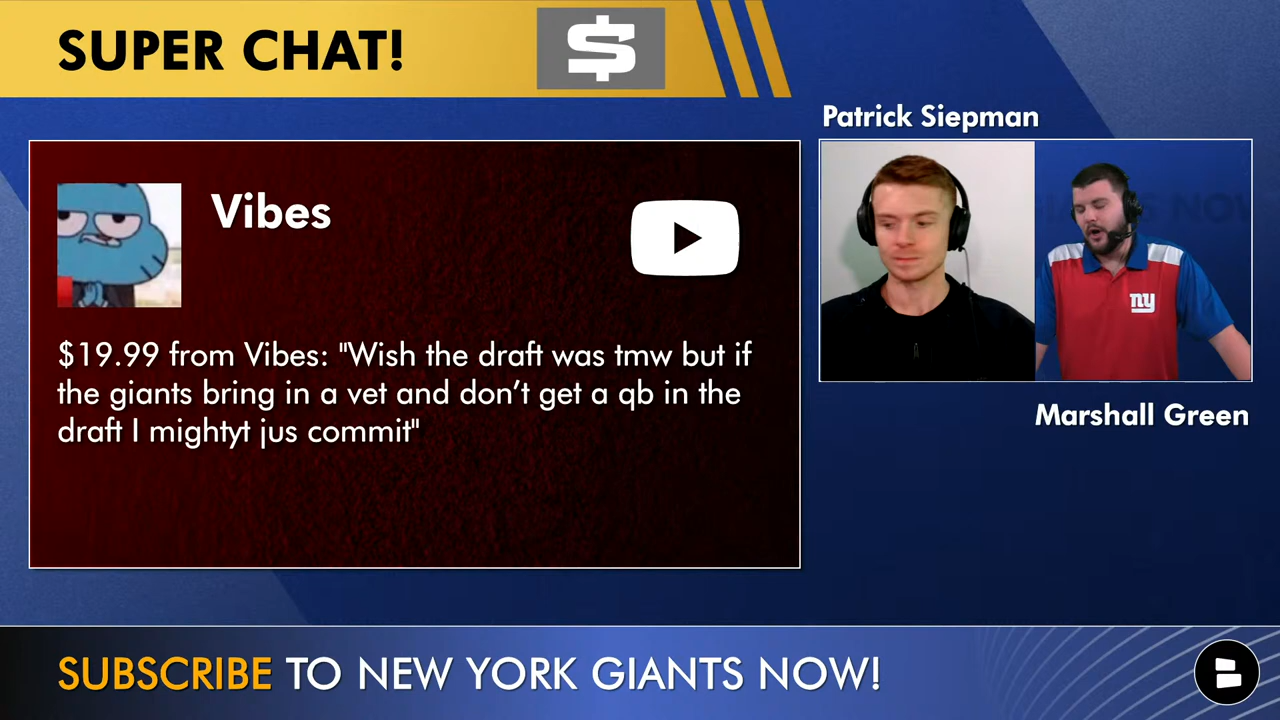 SUPER CHAT!
$
Patrick Siepman
Vibes
$19.99 from Vibes: "Wish the draft was tmw but if
the giants bring in a vet and don’t get a qb in the
draft I mightyt jus commit"
ny
Marshall Green
SUBSCRIBE TO NEW YORK GIANTS NOW!